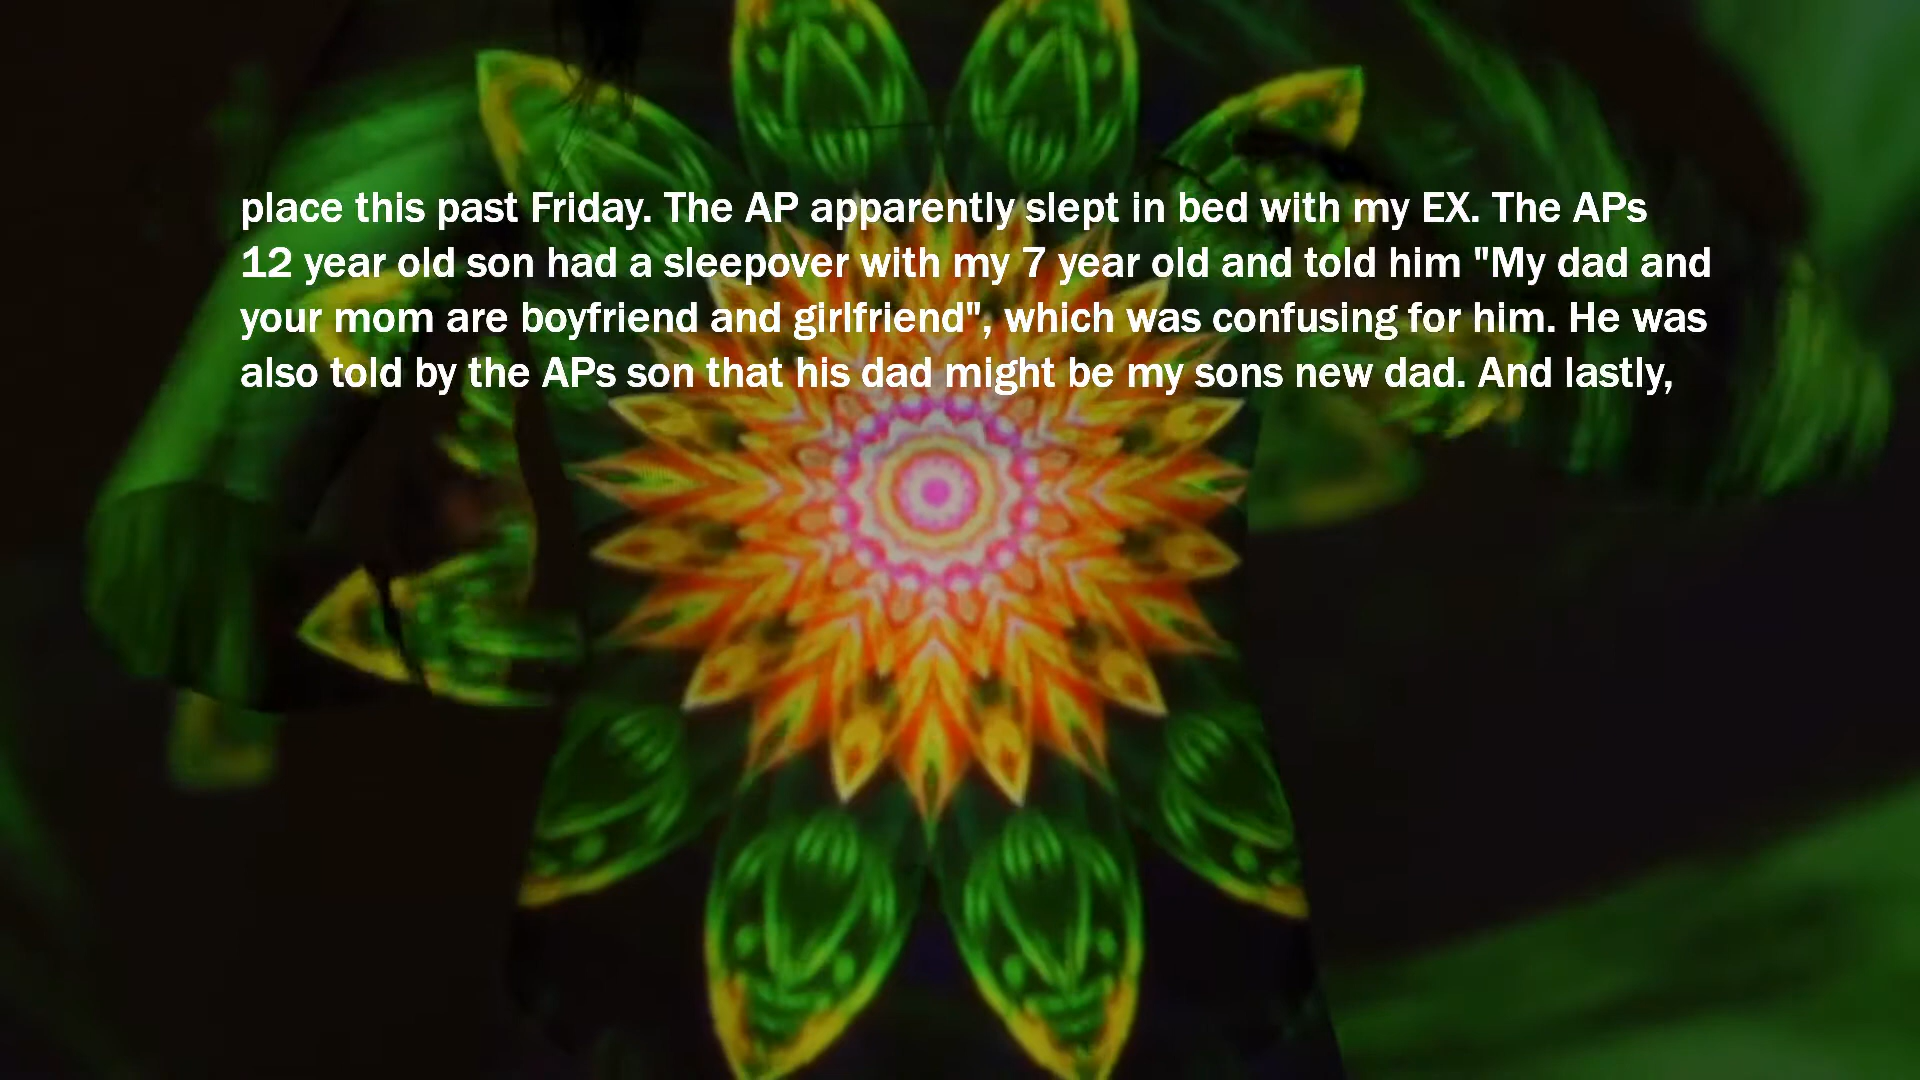 place this past Friday. The AP apparently slept in bed with my EX. The APs
12 year old son had a sleepover with my 7 year old and told him "My dad and
your mom are boyfriend and girlfriend", which was confusing for him. He was
also told by the APs son that his dad might be my sons new dad. And lastly,